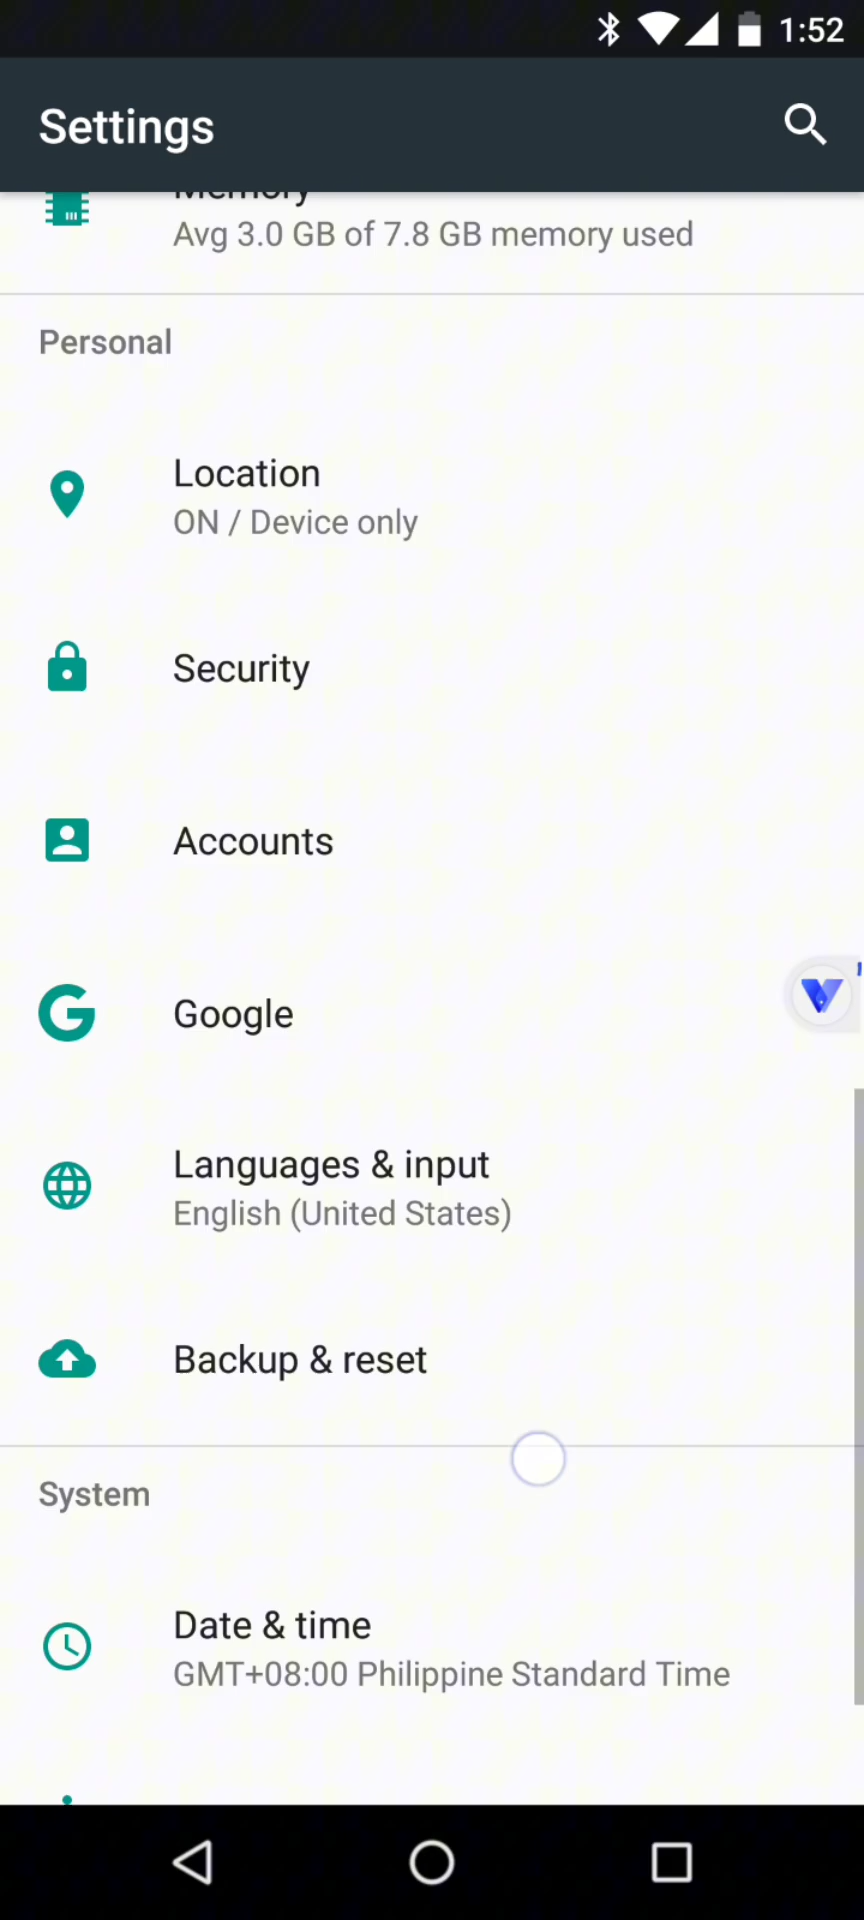 1:52
Settings
Memory
Avg 3.0 GB of 7.8 GB memory used
Personal
Location
ON / Device only
Security
Accounts
Google
Languages & input
English (United States)
Backup & reset
System
Date & time
GMT+08:00 Philippine Standard Time